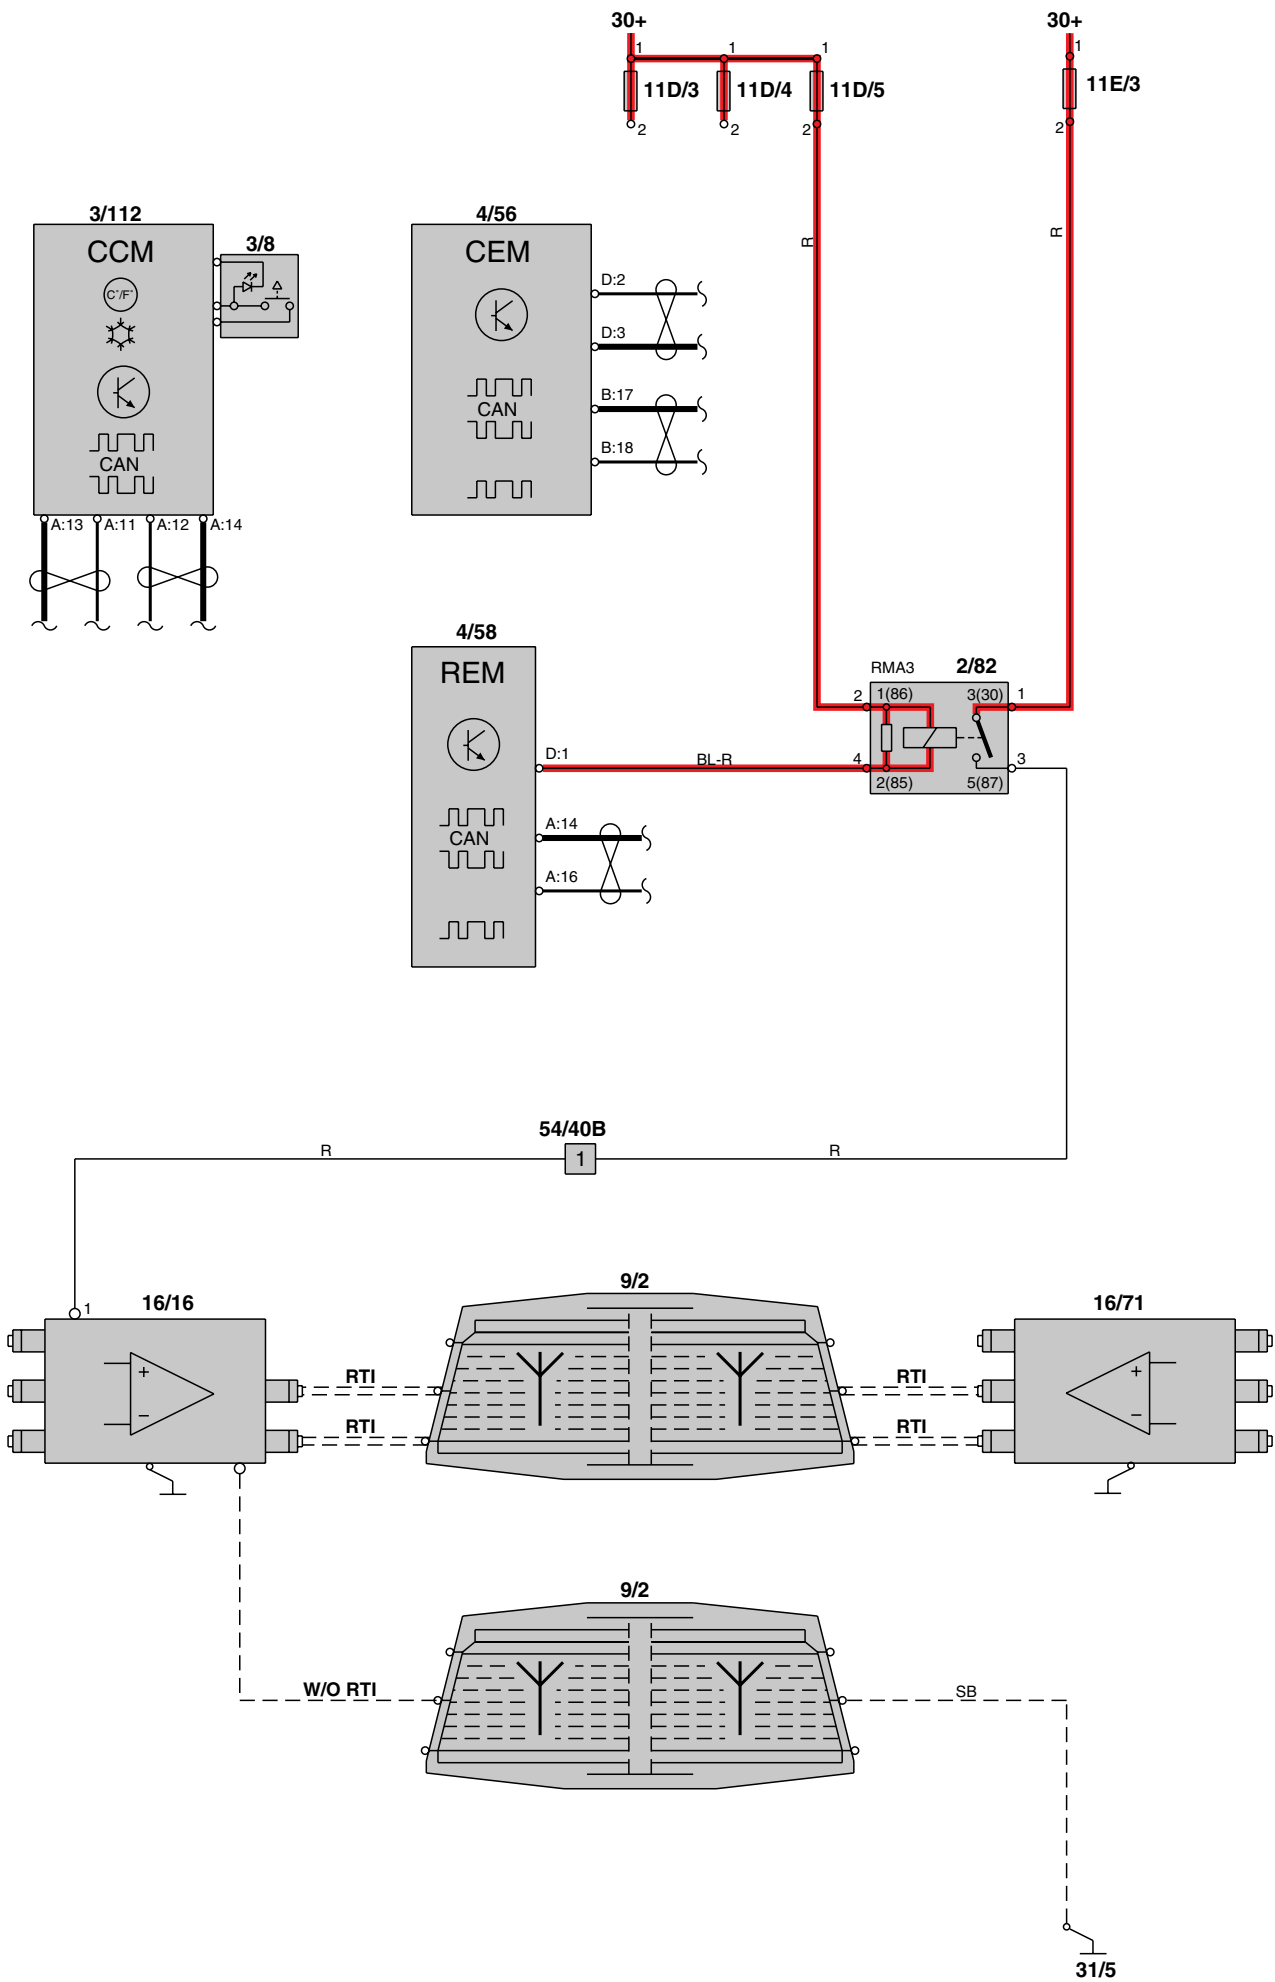 30+
30+
1
1
1
1
11D/3
11D/4
11D/5
11E/3
2
2
2
2
R
R
3/112
CCM
C°/F°
CAN
3/8
A:13
A:11
A:12
A:14
4/56
CEM
CAN
D:2
D:3
B:17
B:18
4/58
REM
CAN
D:1
A:14
A:16
BL-R
RMA3
2/82
2
1(86)
3(30)
1
4
2(85)
5(87)
3
54/40B
R
1
R
1
16/16
+
−
9/2
16/71
+
−
RTI
RTI
RTI
RTI
9/2
W/O RTI
SB
31/5